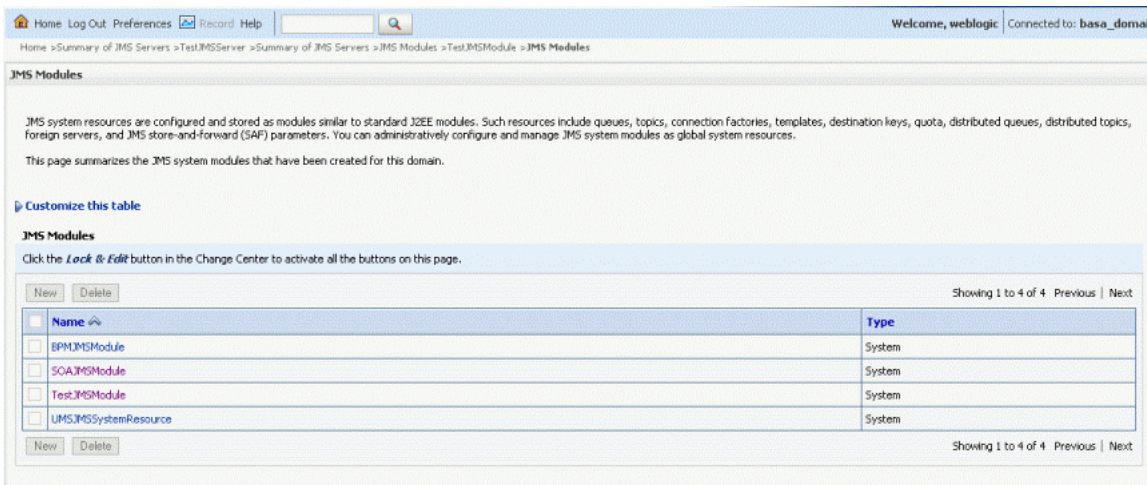 Home Log Out Preferences Record Help
Welcome, weblogic Connected to: basa_domai
Home >Summary of JMS Servers >TestJMSServer >Summary of JMS Servers >JMS Modules >TestJMSModule >JMS Modules
JMS Modules
JMS system resources are configured and stored as modules similar to standard J2EE modules. Such resources include queues, topics, connection factories, templates, destination keys, quota, distributed queues, distributed topics,
foreign servers, and JMS store-and-forward (SAF) parameters. You can administratively configure and manage JMS system modules as global system resources.
This page summarizes the JMS system modules that have been created for this domain.
Customize this table
JMS Modules
Click the Lock & Edit button in the Change Center to activate all the buttons on this page.
New Delete Showing 1 to 4 of 4 Previous | Next
Name Type
BPMJMSModule System
SOAJMSModule System
TestJMSModule System
UMSJMSSystemResource System
New Delete Showing 1 to 4 of 4 Previous | Next